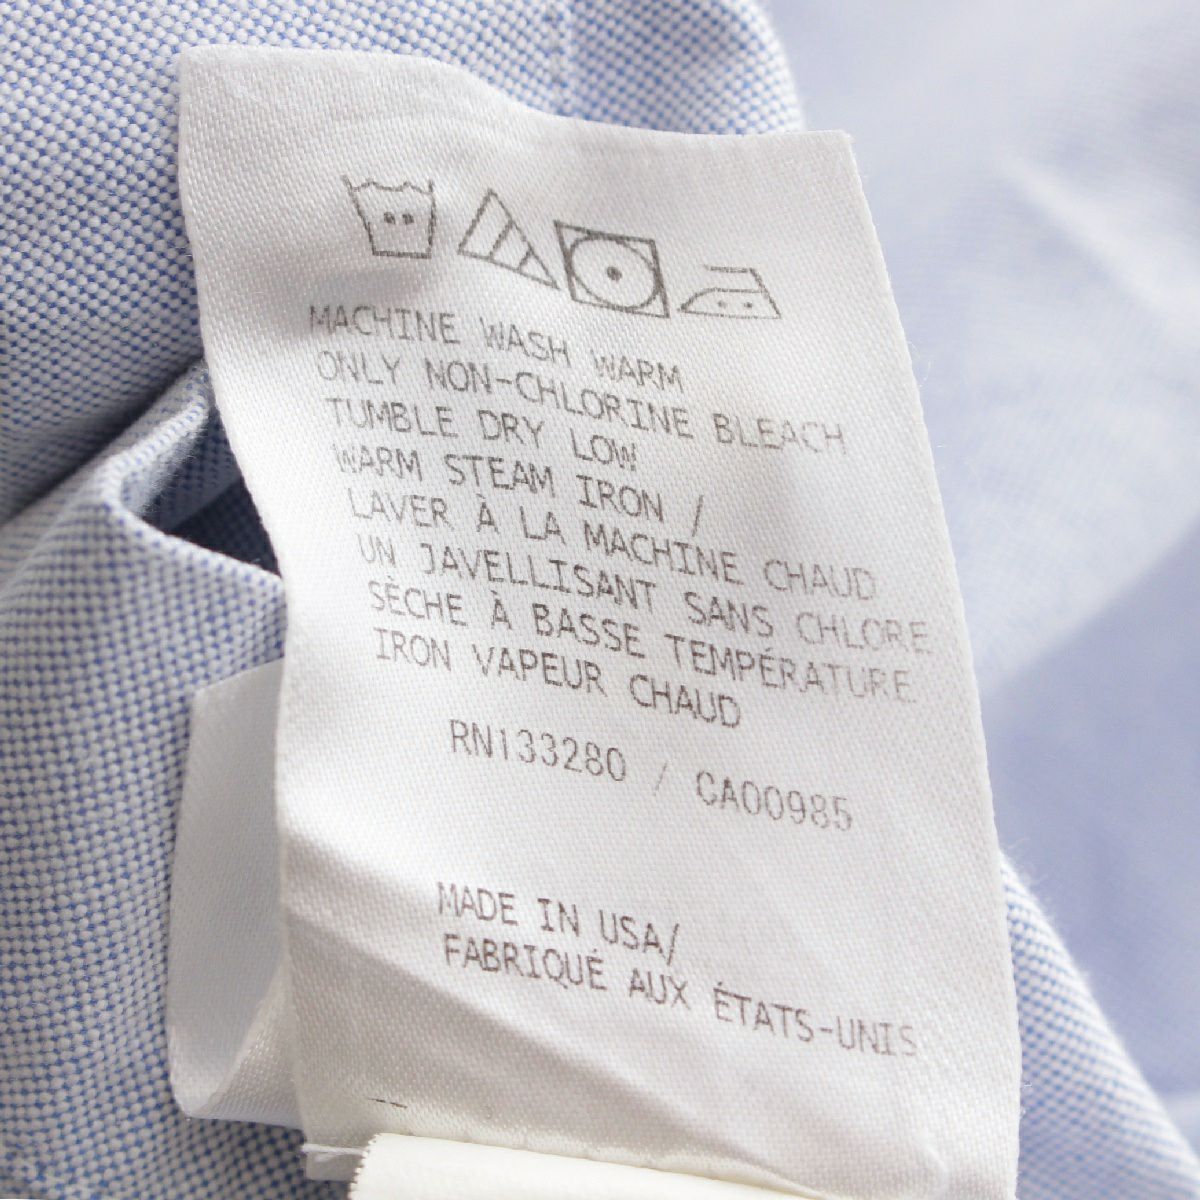 MACHINE WASH WARM
ONLY NON-CHLORINE BLEACH
TUMBLE DRY LOW
WARM STEAM IRON /
LAVER À LA MACHINE CHAUD
UN JAVELLISANT SANS CHLORE
SÈCHE À BASSE TEMPÉRATURE
IRON VAPEUR CHAUD
RN133280 / CA00985
MADE IN USA/
FABRIQUÉ AUX ÉTATS-UNIS